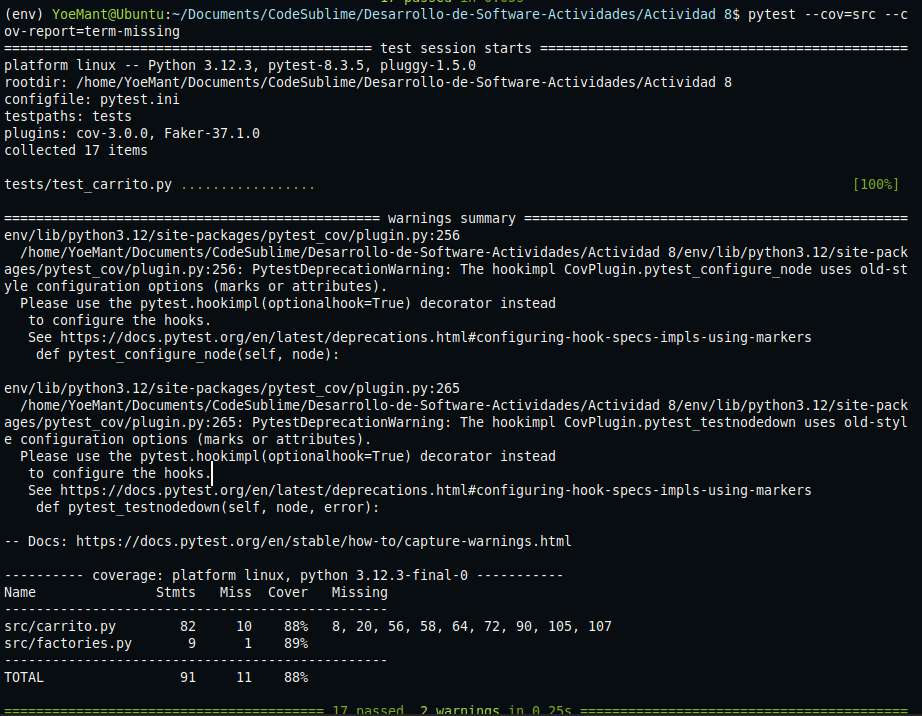 17 passed in 0.03s
(env) YoeMant@Ubuntu:~/Documents/CodeSublime/Desarrollo-de-Software-Actividades/Actividad 8$ pytest --cov=src --c
ov-report=term-missing
============================================== test session starts ==============================================
platform linux -- Python 3.12.3, pytest-8.3.5, pluggy-1.5.0
rootdir: /home/YoeMant/Documents/CodeSublime/Desarrollo-de-Software-Actividades/Actividad 8
configfile: pytest.ini
testpaths: tests
plugins: cov-3.0.0, Faker-37.1.0
collected 17 items
tests/test_carrito.py ................. [100%]
=============================================== warnings summary ================================================
env/lib/python3.12/site-packages/pytest_cov/plugin.py:256
/home/YoeMant/Documents/CodeSublime/Desarrollo-de-Software-Actividades/Actividad 8/env/lib/python3.12/site-pack
ages/pytest_cov/plugin.py:256: PytestDeprecationWarning: The hookimpl CovPlugin.pytest_configure_node uses old-st
yle configuration options (marks or attributes).
Please use the pytest.hookimpl(optionalhook=True) decorator instead
to configure the hooks.
See https://docs.pytest.org/en/latest/deprecations.html#configuring-hook-specs-impls-using-markers
def pytest_configure_node(self, node):
env/lib/python3.12/site-packages/pytest_cov/plugin.py:265
/home/YoeMant/Documents/CodeSublime/Desarrollo-de-Software-Actividades/Actividad 8/env/lib/python3.12/site-pack
ages/pytest_cov/plugin.py:265: PytestDeprecationWarning: The hookimpl CovPlugin.pytest_testnodedown uses old-styl
e configuration options (marks or attributes).
Please use the pytest.hookimpl(optionalhook=True) decorator instead
to configure the hooks.
See https://docs.pytest.org/en/latest/deprecations.html#configuring-hook-specs-impls-using-markers
def pytest_testnodedown(self, node, error):
-- Docs: https://docs.pytest.org/en/stable/how-to/capture-warnings.html
---------- coverage: platform linux, python 3.12.3-final-0 -----------
Name Stmts Miss Cover Missing
------------------------------------------------
src/carrito.py 82 10 88% 8, 20, 56, 58, 64, 72, 90, 105, 107
src/factories.py 9 1 89%
------------------------------------------------
TOTAL 91 11 88%
======================================== 17 passed, 2 warnings in 0.25s =========================================